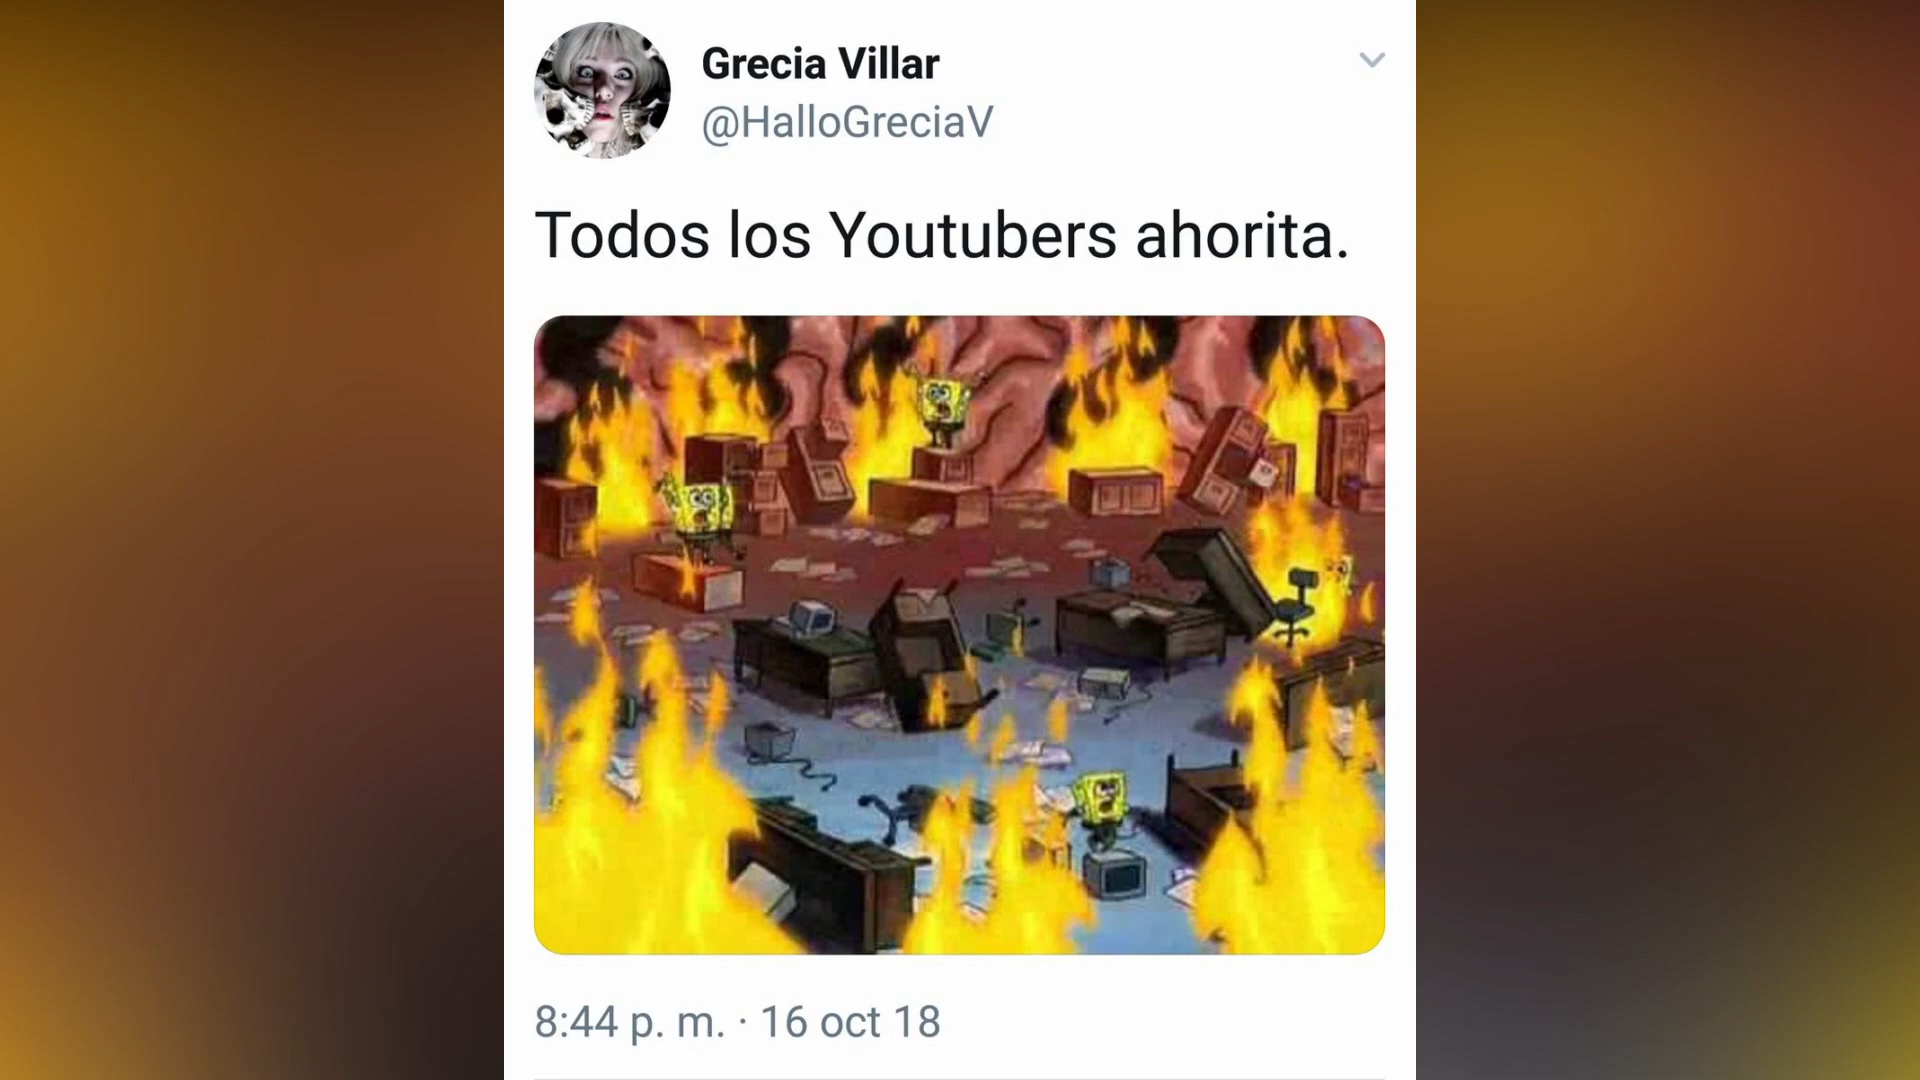 Grecia Villar
@HalloGreciaV
Todos los Youtubers ahorita.
8:44 p. m. · 16 oct 18